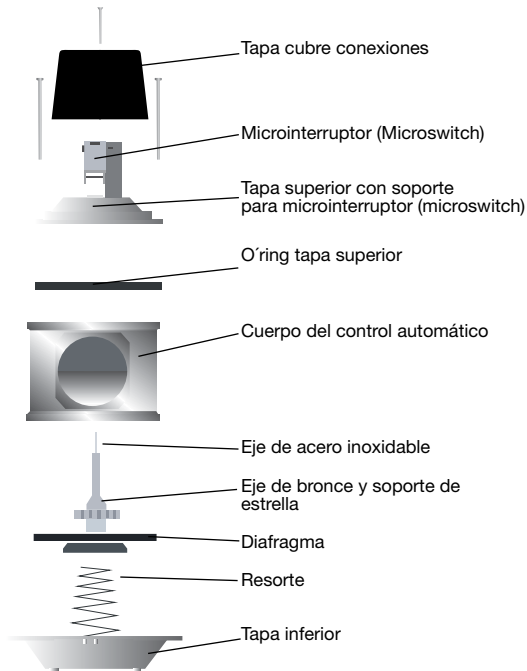 Tapa cubre conexiones
Microinterruptor (Microswitch)
Tapa superior con soporte
para microinterruptor (microswitch)
O´ring tapa superior
Cuerpo del control automático
Eje de acero inoxidable
Eje de bronce y soporte de
estrella
Diafragma
Resorte
Tapa inferior